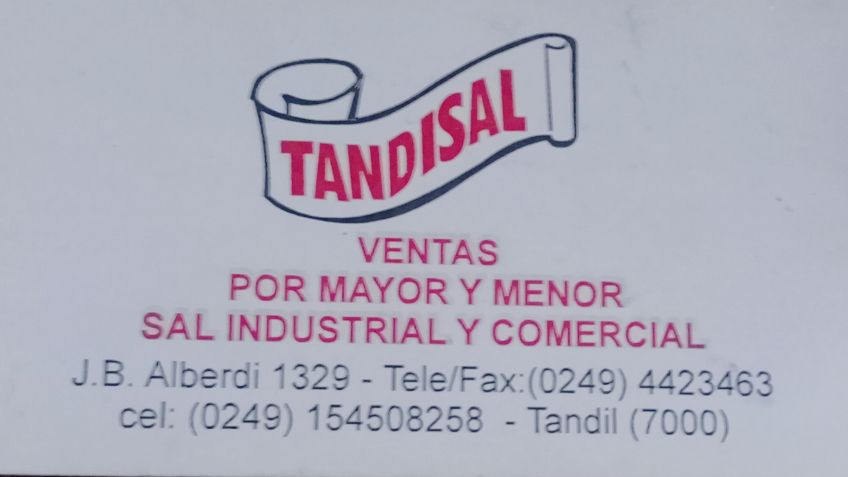 TANDISAL
VENTAS
POR MAYOR Y MENOR
SAL INDUSTRIAL Y COMERCIAL
J.B. Alberdi 1329 - Tele/Fax:(0249) 4423463
cel: (0249) 154508258 - Tandil (7000)